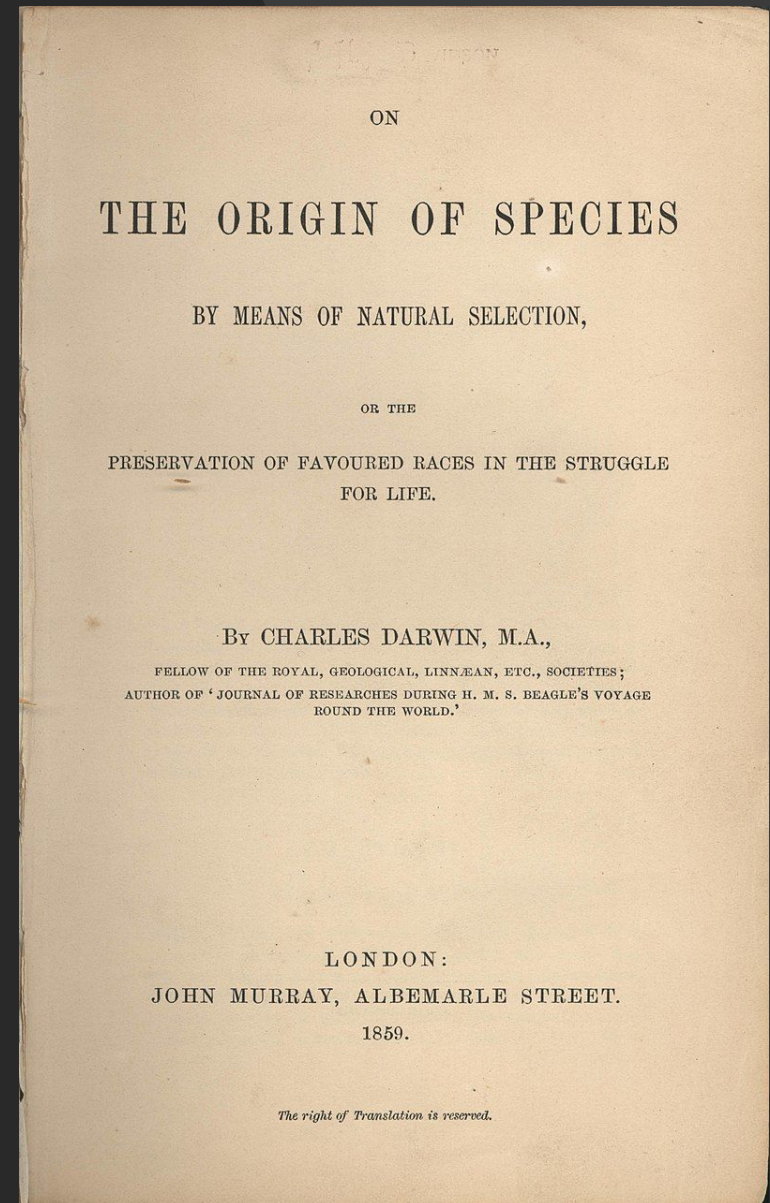 ON
THE ORIGIN OF SPECIES
BY MEANS OF NATURAL SELECTION,
OR THE
PRESERVATION OF FAVOURED RACES IN THE STRUGGLE
FOR LIFE.
By CHARLES DARWIN, M.A.,
FELLOW OF THE ROYAL, GEOLOGICAL, LINNÆAN, ETC., SOCIETIES;
AUTHOR OF ‘ JOURNAL OF RESEARCHES DURING H. M. S. BEAGLE’S VOYAGE
ROUND THE WORLD.’
LONDON:
JOHN MURRAY, ALBEMARLE STREET.
1859.
The right of Translation is reserved.